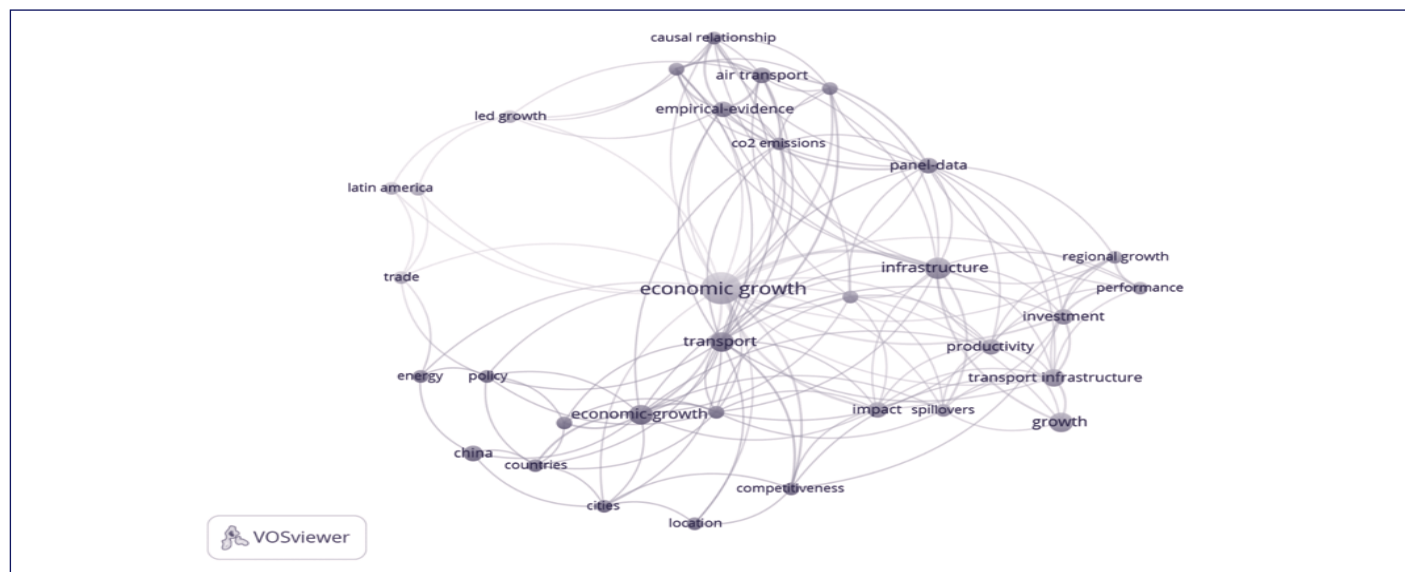 causal relationship
air transport
empirical-evidence
led growth
co2 emissions
panel-data
latin america
regional growth
infrastructure
trade
economic growth
performance
investment
transport
productivity
energy
policy
transport infrastructure
impact
spillovers
economic-growth
growth
china
countries
competitiveness
cities
location
VOSviewer